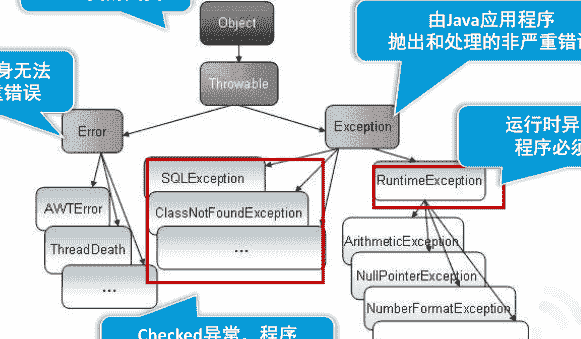 Object
由Java应用程序
抛出和处理的非严重错误
Throwable
身无法
错误
Error
Exception
运行时异
程序必须
SQLException
RuntimeException
AWTError
ClassNotFoundException
ThreadDeath
...
ArithmeticException
...
NullPointerException
NumberFormatException
Checked异常，程序